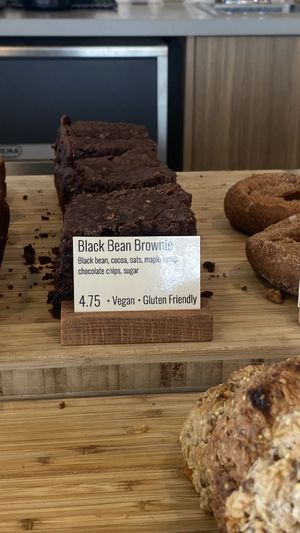 Black Bean Brownie
Black bean, cocoa, oats, maple syrup,
chocolate chips, sugar
4.75 • Vegan • Gluten Friendly